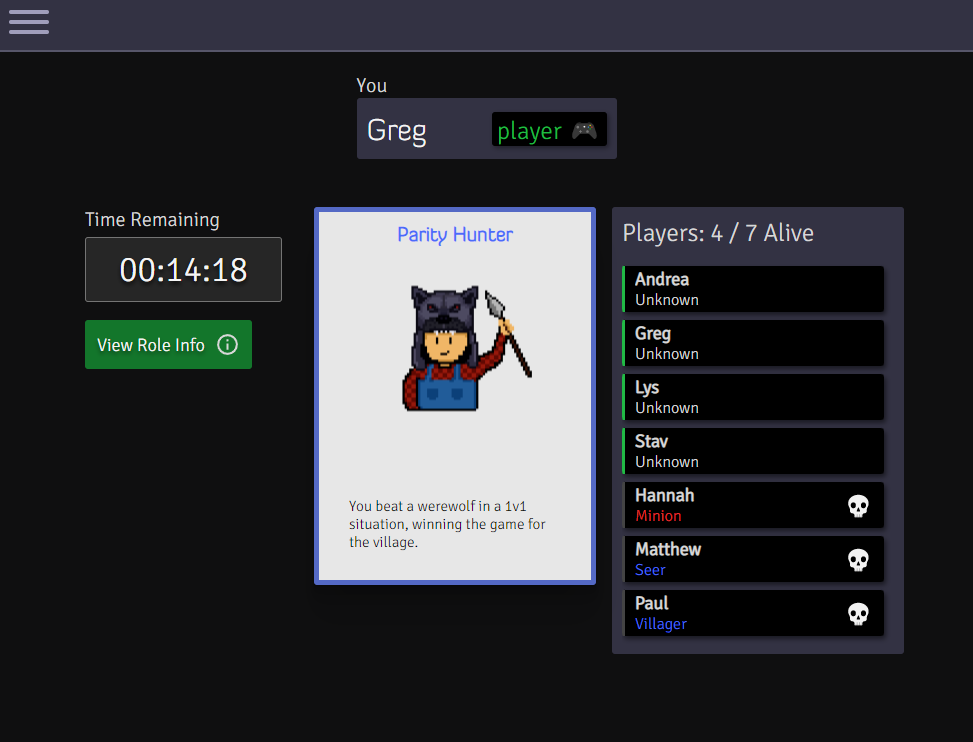 You
Greg
player
Time Remaining
00:14:18
View Role Info
Parity Hunter
You beat a werewolf in a 1v1
situation, winning the game for
the village.
Players: 4 / 7 Alive
Andrea
Unknown
Greg
Unknown
Lys
Unknown
Stav
Unknown
Hannah
Minion
Matthew
Seer
Paul
Villager